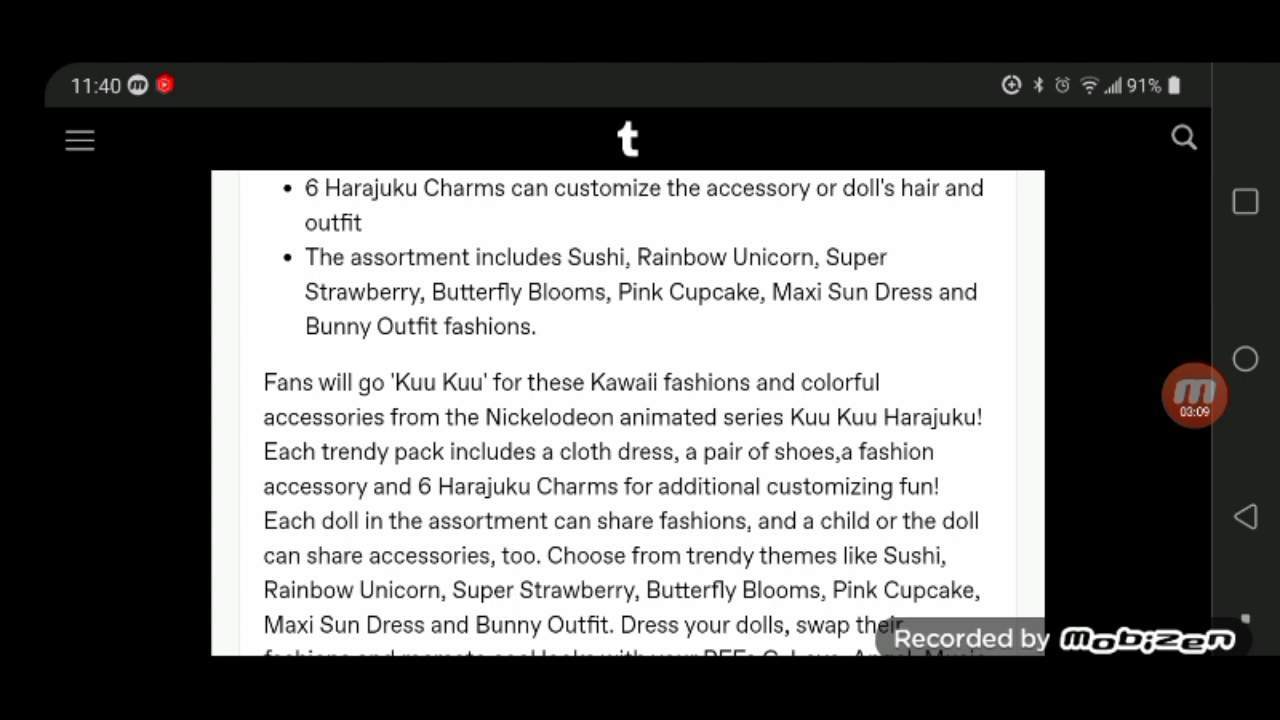 11:40
91%
t
6 Harajuku Charms can customize the accessory or doll's hair and
outfit
The assortment includes Sushi, Rainbow Unicorn, Super
Strawberry, Butterfly Blooms, Pink Cupcake, Maxi Sun Dress and
Bunny Outfit fashions.
Fans will go 'Kuu Kuu' for these Kawaii fashions and colorful
accessories from the Nickelodeon animated series Kuu Kuu Harajuku!
Each trendy pack includes a cloth dress, a pair of shoes,a fashion
accessory and 6 Harajuku Charms for additional customizing fun!
Each doll in the assortment can share fashions, and a child or the doll
can share accessories, too. Choose from trendy themes like Sushi,
Rainbow Unicorn, Super Strawberry, Butterfly Blooms, Pink Cupcake,
Maxi Sun Dress and Bunny Outfit. Dress your dolls, swap their
03:09
Recorded by mobizen